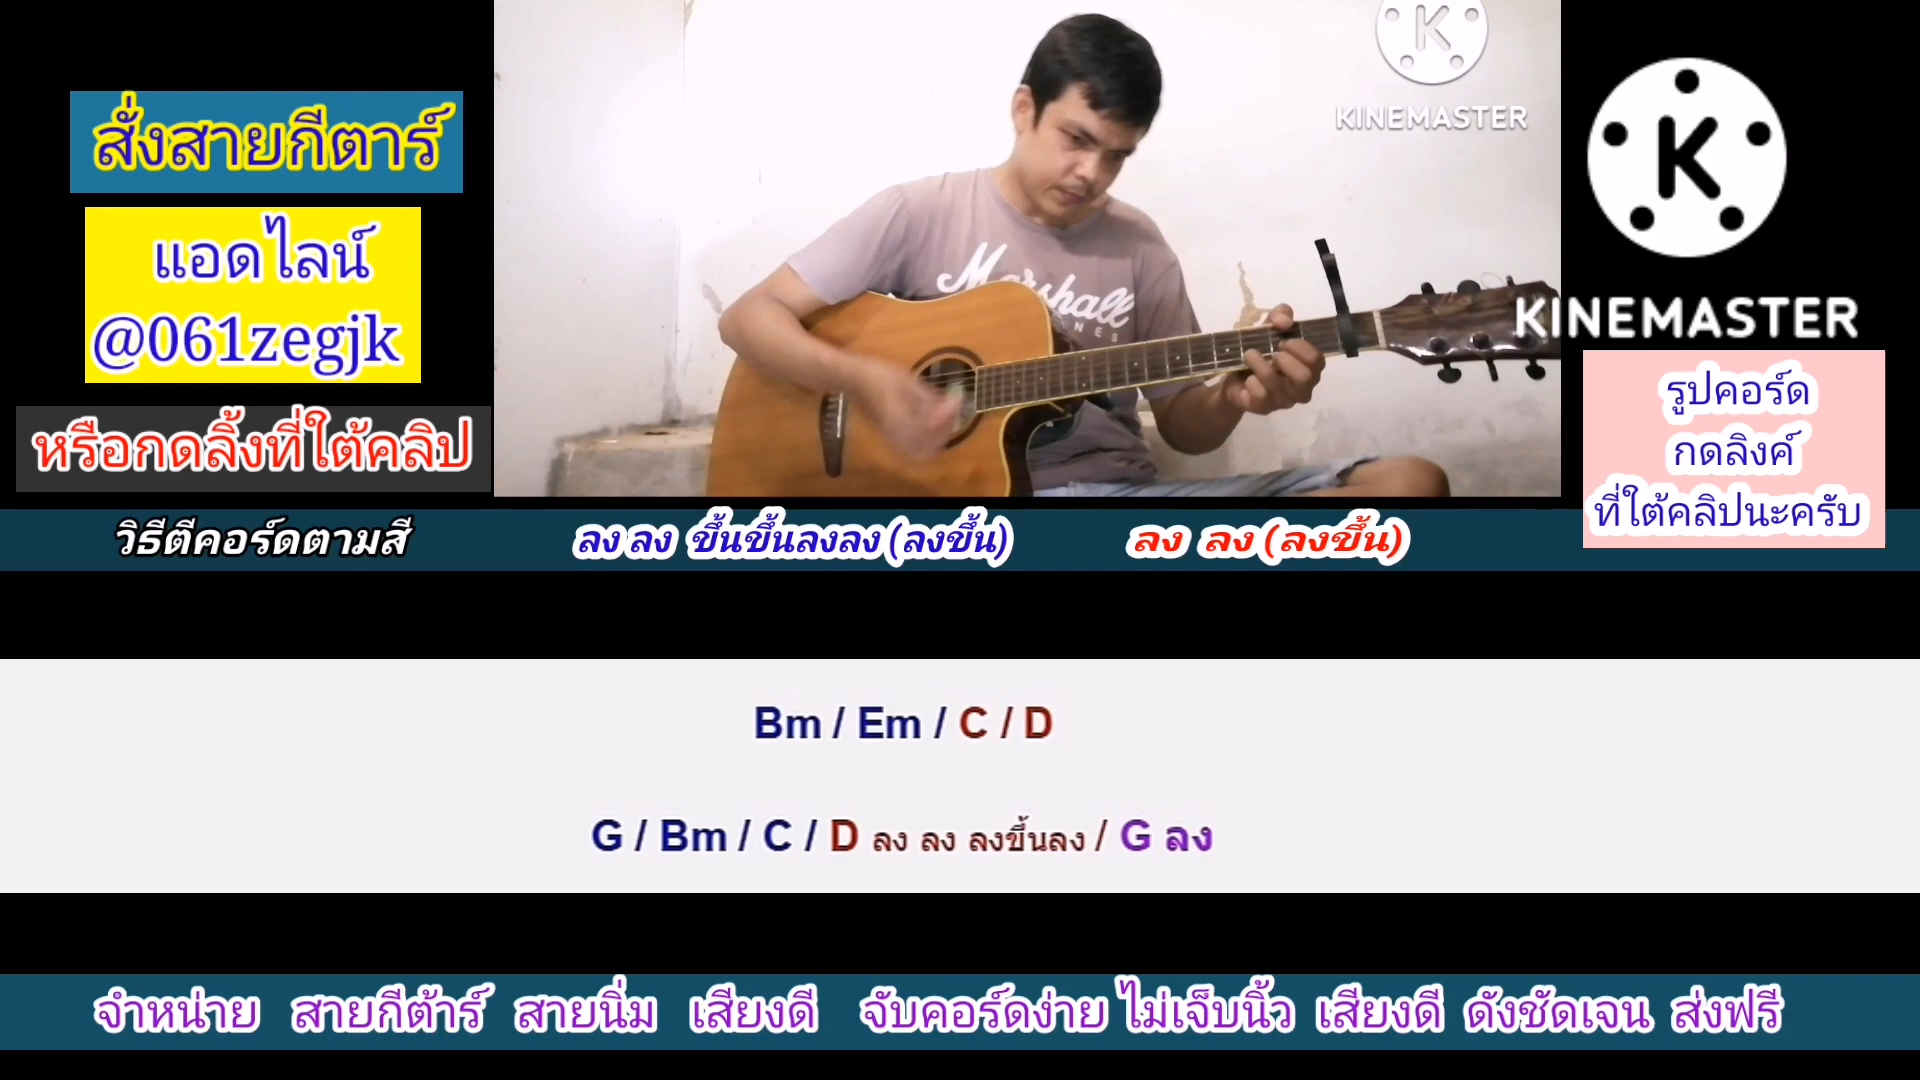 สั่งสายกีตาร์
แอดไลน์
@061zegjk
หรือกดลิ้งที่ใต้คลิป
K
KINEMASTER
Marshall
K
KINEMASTER
รูปคอร์ด
กดลิงค์
ที่ใต้คลิปนะครับ
วิธีตีคอร์ดตามสี
ลง ลง ขึ้นขึ้นลงลง (ลงขึ้น)
ลง ลง (ลงขึ้น)
Bm / Em / C / D
G / Bm / C / D ลง ลง ลงขึ้นลง / G ลง
จำหน่าย สายกีต้าร์ สายนิ่ม เสียงดี จับคอร์ดง่าย ไม่เจ็บนิ้ว เสียงดี ดังชัดเจน ส่งฟรี